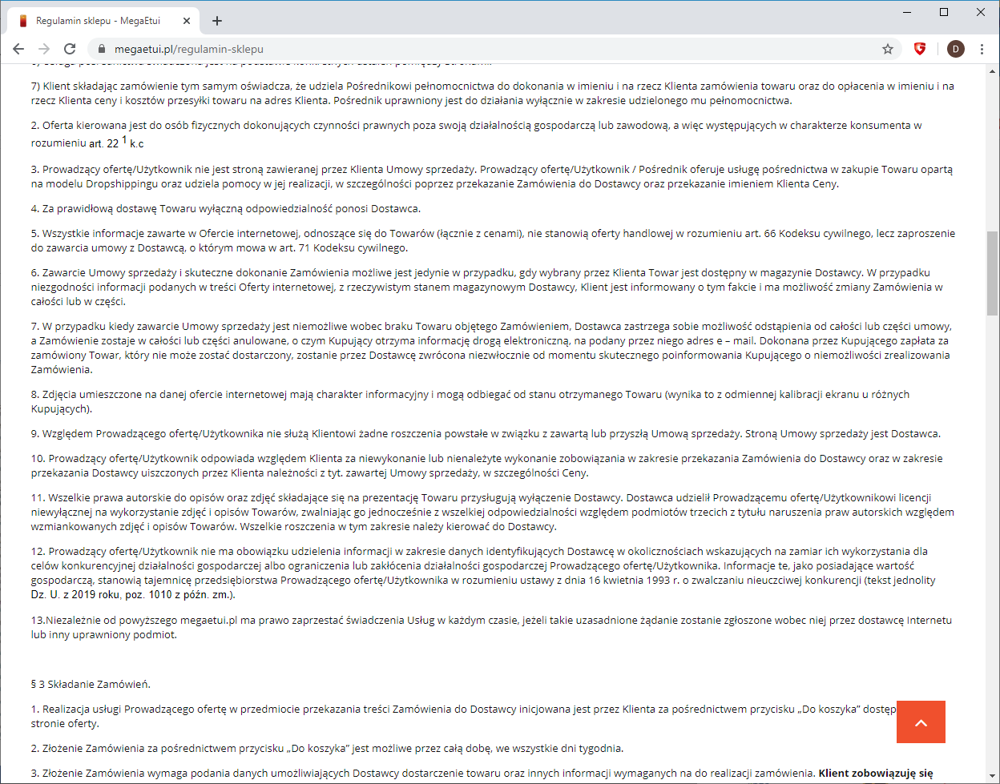 Regulamin sklepu - MegaEtui
megaetui.pl/regulamin-sklepu
D
7) Klient składając zamówienie tym samym oświadcza, że udziela Pośrednikowi pełnomocnictwa do dokonania w imieniu i na rzecz Klienta zamówienia towaru oraz do opłacenia w imieniu i na
rzecz Klienta ceny i kosztów przesyłki towaru na adres Klienta. Pośrednik uprawniony jest do działania wyłącznie w zakresie udzielonego mu pełnomocnictwa.
2. Oferta kierowana jest do osób fizycznych dokonujących czynności prawnych poza swoją działalnością gospodarczą lub zawodową, a więc występujących w charakterze konsumenta w
rozumieniu art. 22 ¹ k.c
3. Prowadzący ofertę/Użytkownik nie jest stroną zawieranej przez Klienta Umowy sprzedaży. Prowadzący ofertę/Użytkownik / Pośrednik oferuje usługę pośrednictwa w zakupie Towaru opartą
na modelu Dropshippingu oraz udziela pomocy w jej realizacji, w szczególności poprzez przekazanie Zamówienia do Dostawcy oraz przekazanie imieniem Klienta Ceny.
4. Za prawidłową dostawę Towaru wyłączną odpowiedzialność ponosi Dostawca.
5. Wszystkie informacje zawarte w Ofercie internetowej, odnoszące się do Towarów (łącznie z cenami), nie stanowią oferty handlowej w rozumieniu art. 66 Kodeksu cywilnego, lecz zaproszenie
do zawarcia umowy z Dostawcą, o którym mowa w art. 71 Kodeksu cywilnego.
6. Zawarcie Umowy sprzedaży i skuteczne dokonanie Zamówienia możliwe jest jedynie w przypadku, gdy wybrany przez Klienta Towar jest dostępny w magazynie Dostawcy. W przypadku
niezgodności informacji podanych w treści Oferty internetowej, z rzeczywistym stanem magazynowym Dostawcy, Klient jest informowany o tym fakcie i ma możliwość zmiany Zamówienia w
całości lub w części.
7. W przypadku kiedy zawarcie Umowy sprzedaży jest niemożliwe wobec braku Towaru objętego Zamówieniem, Dostawca zastrzega sobie możliwość odstąpienia od całości lub części umowy,
a Zamówienie zostaje w całości lub części anulowane, o czym Kupujący otrzyma informację drogą elektroniczną, na podany przez niego adres e – mail. Dokonana przez Kupującego zapłata za
zamówiony Towar, który nie może zostać dostarczony, zostanie przez Dostawcę zwrócona niezwłocznie od momentu skutecznego poinformowania Kupującego o niemożliwości zrealizowania
Zamówienia.
8. Zdjęcia umieszczone na danej ofercie internetowej mają charakter informacyjny i mogą odbiegać od stanu otrzymanego Towaru (wynika to z odmiennej kalibracji ekranu u różnych
Kupujących).
9. Względem Prowadzącego ofertę/Użytkownika nie służą Klientowi żadne roszczenia powstałe w związku z zawartą lub przyszłą Umową sprzedaży. Stroną Umowy sprzedaży jest Dostawca.
10. Prowadzący ofertę/Użytkownik odpowiada względem Klienta za niewykonanie lub nienależyte wykonanie zobowiązania w zakresie przekazania Zamówienia do Dostawcy oraz w zakresie
przekazania Dostawcy uiszczonych przez Klienta należności z tyt. zawartej Umowy sprzedaży, w szczególności Ceny.
11. Wszelkie prawa autorskie do opisów oraz zdjęć składające się na prezentację Towaru przysługują wyłączenie Dostawcy. Dostawca udzielił Prowadzącemu ofertę/Użytkownikowi licencji
niewyłącznej na wykorzystanie zdjęć i opisów Towarów, zwalniając go jednocześnie z wszelkiej odpowiedzialności względem podmiotów trzecich z tytułu naruszenia praw autorskich względem
wzmiankowanych zdjęć i opisów Towarów. Wszelkie roszczenia w tym zakresie należy kierować do Dostawcy.
12. Prowadzący ofertę/Użytkownik nie ma obowiązku udzielenia informacji w zakresie danych identyfikujących Dostawcę w okolicznościach wskazujących na zamiar ich wykorzystania dla
celów konkurencyjnej działalności gospodarczej albo ograniczenia lub zakłócenia działalności gospodarczej Prowadzącego ofertę/Użytkownika. Informacje te, jako posiadające wartość
gospodarczą, stanowią tajemnicę przedsiębiorstwa Prowadzącego ofertę/Użytkownika w rozumieniu ustawy z dnia 16 kwietnia 1993 r. o zwalczaniu nieuczciwej konkurencji (tekst jednolity
Dz. U. z 2019 roku, poz. 1010 z późn. zm.).
13.Niezależnie od powyższego megaetui.pl ma prawo zaprzestać świadczenia Usług w każdym czasie, jeżeli takie uzasadnione żądanie zostanie zgłoszone wobec niej przez dostawcę Internetu
lub inny uprawniony podmiot.
§ 3 Składanie Zamówień.
1. Realizacja usługi Prowadzącego ofertę w przedmiocie przekazania treści Zamówienia do Dostawcy inicjowana jest przez Klienta za pośrednictwem przycisku „Do koszyka” dostęp
stronie oferty.
2. Złożenie Zamówienia za pośrednictwem przycisku „Do koszyka” jest możliwe przez całą dobę, we wszystkie dni tygodnia.
3. Złożenie Zamówienia wymaga podania danych umożliwiających Dostawcy dostarczenie towaru oraz innych informacji wymaganych na do realizacji zamówienia. Klient zobowiązuję się